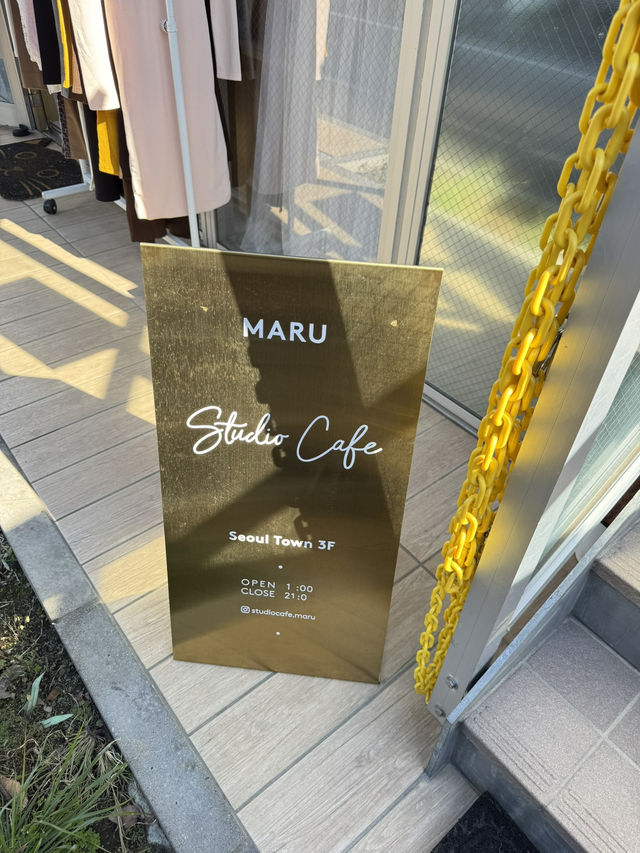 MARU
Studio Cafe
Seoul Town 3F
OPEN 1 :00
CLOSE 21:0
studiocafe.maru